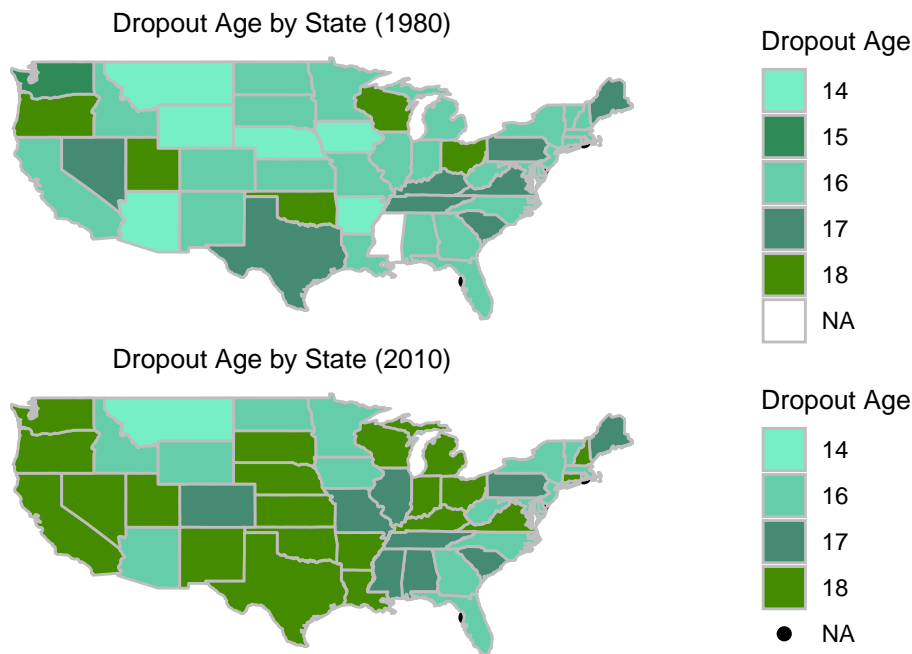 Dropout Age by State (1980)
Dropout Age
14
15
16
17
18
NA
Dropout Age by State (2010)
Dropout Age
14
16
17
18
NA